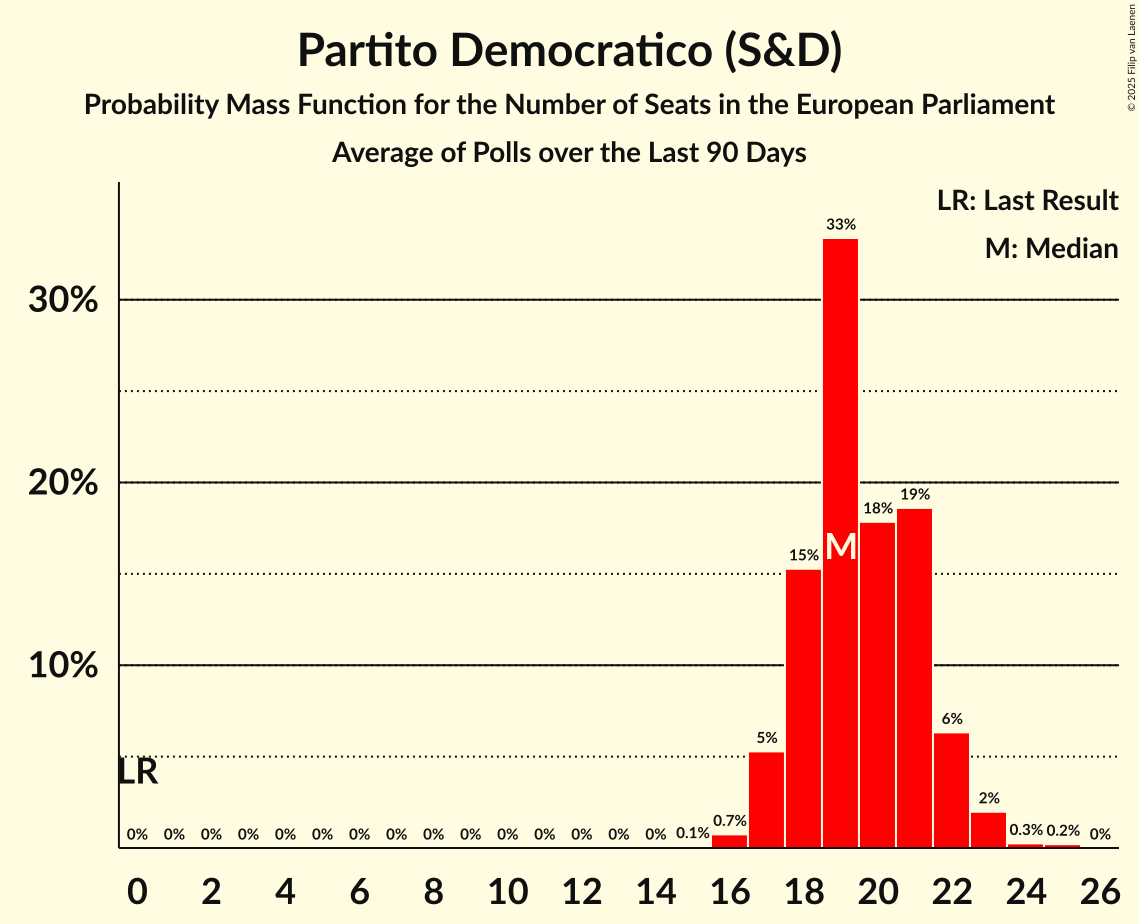 Partito Democratico (S&D)
Probability Mass Function for the Number of Seats in the European Parliament
Average of Polls over the Last 90 Days
© 2025 Filip van Laenen
LR: Last Result
M: Median
33%
30%
20%
19%
18%
15%
M
10%
5%
6%
LR
2%
0% 0% 0% 0% 0% 0% 0% 0% 0% 0% 0% 0% 0% 0% 0% 0.1% 0.7% 0.3% 0.2% 0%
0 2 4 6 8 10 12 14 16 18 20 22 24 26